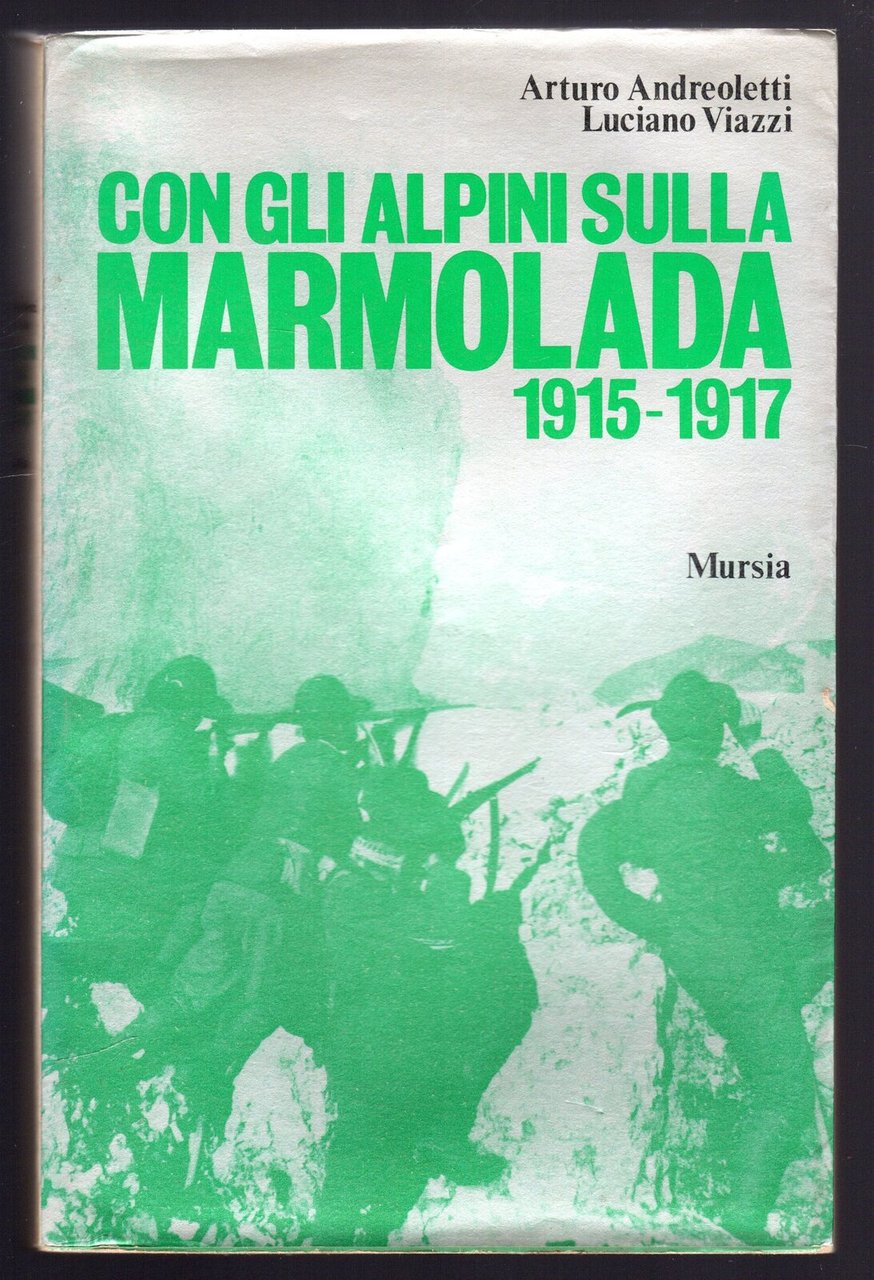 Arturo Andreoletti
Luciano Viazzi
CON GLI ALPINI SULLA
MARMOLADA
1915-1917
Mursia